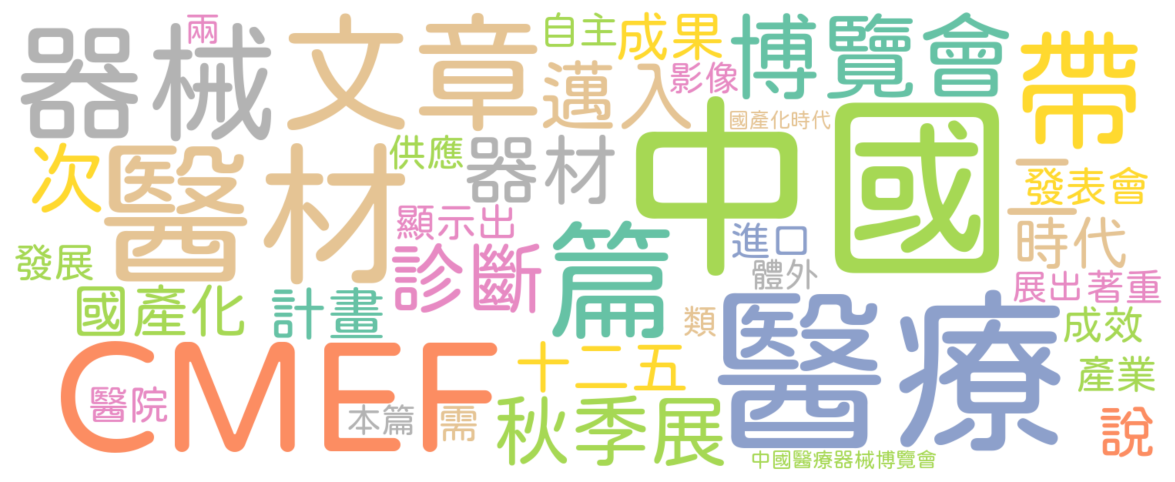 兩
自主
成果
博覽會
器械
文章
邁入
影像
帶
國產化時代
中國
次
醫材
供應
器材
一
發表會
顯示出
進口
時代
發展
診斷
篇
體外
展出
著重
國產化
計畫
類
醫療
成效
CMEF
十二五
產業
醫院
本篇
需
秋季展
說
中國醫療器械博覽會